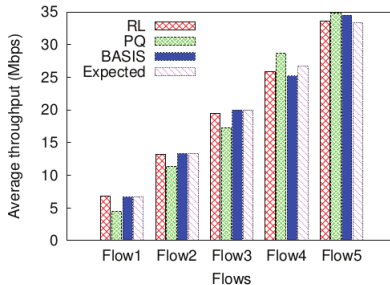 Average throughput (Mbps)
35
30
25
20
15
10
5
0
RL
PQ
BASIS
Expected
Flow1 Flow2 Flow3 Flow4 Flow5
Flows